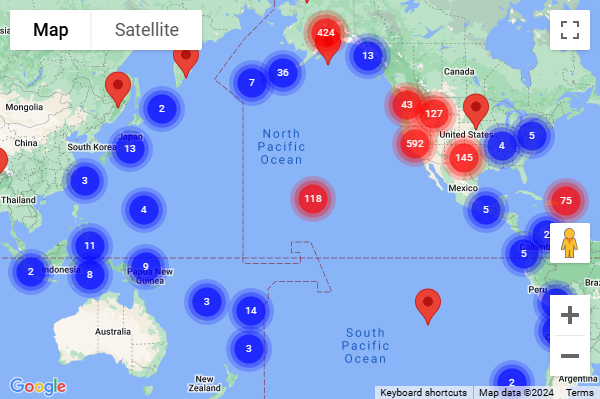 Map
Satellite
424
13
Canada
7
36
Mongolia
2
43
127
China
North
Pacific
Ocean
Japan
United States
5
South Korea
13
592
4
145
3
Thailand
Mexico
118
75
4
5
11
2
Colombia
5
2
Indonesia
8
9
Papua New
Guinea
Peru
Braz
3
14
Australia
South
Pacific
Ocean
3
New
Zealand
2
Argentina
Google
Keyboard shortcuts
Map data ©2024
Terms